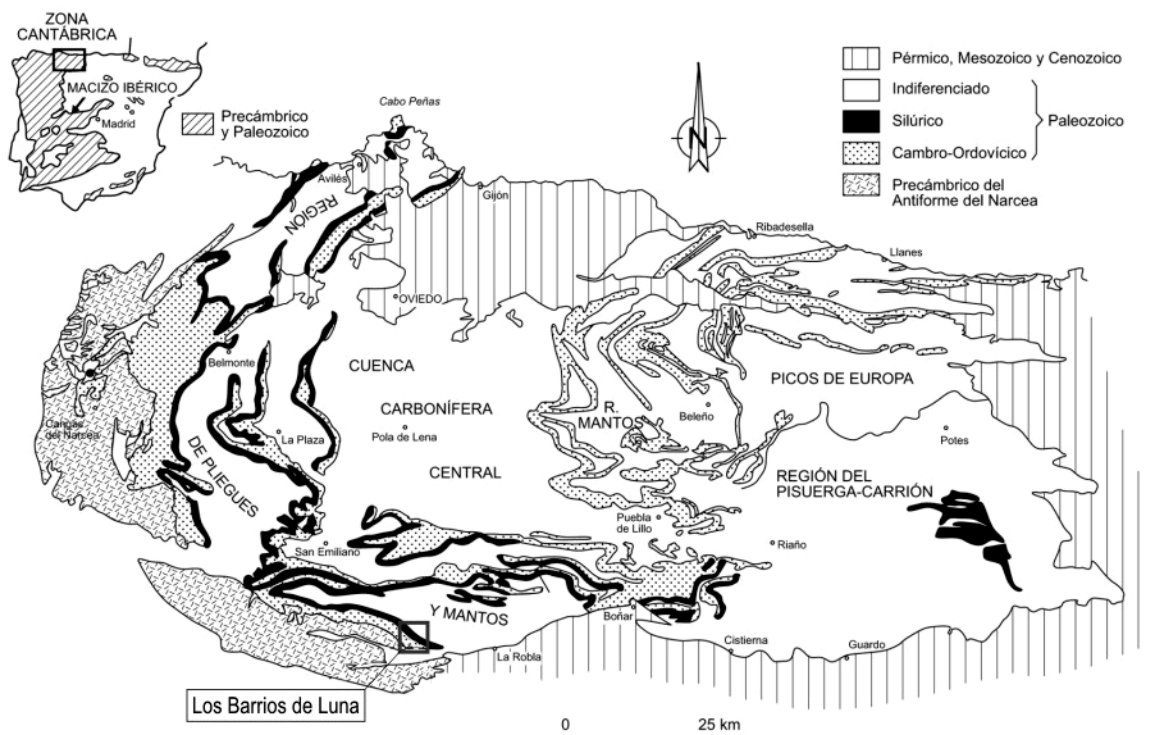 ZONA
CANTÁBRICA
MACIZO IBÉRICO
Madrid
Precámbrico
y Paleozoico
Cabo Peñas
N
Pérmico, Mesozoico y Cenozoico
Indiferenciado
Silúrico
Paleozoico
Cambro-Ordovícico
Precámbrico del
Antiforme del Narcea
Avilés
Gijón
REGIÓN
Ribadesella
Llanes
OVIEDO
Belmonte
CUENCA
PICOS DE EUROPA
CARBONÍFERA
R.
MANTOS
Beleño
Cangas
del Narcea
La Plaza
Pola de Lena
Potes
DE PLIEGUES
CENTRAL
REGIÓN DEL
PISUERGA-CARRIÓN
Puebla
de Lillo
San Emiliano
Riaño
Y MANTOS
Boñar
Cistierna
Guardo
La Robla
Los Barrios de Luna
0
25 km